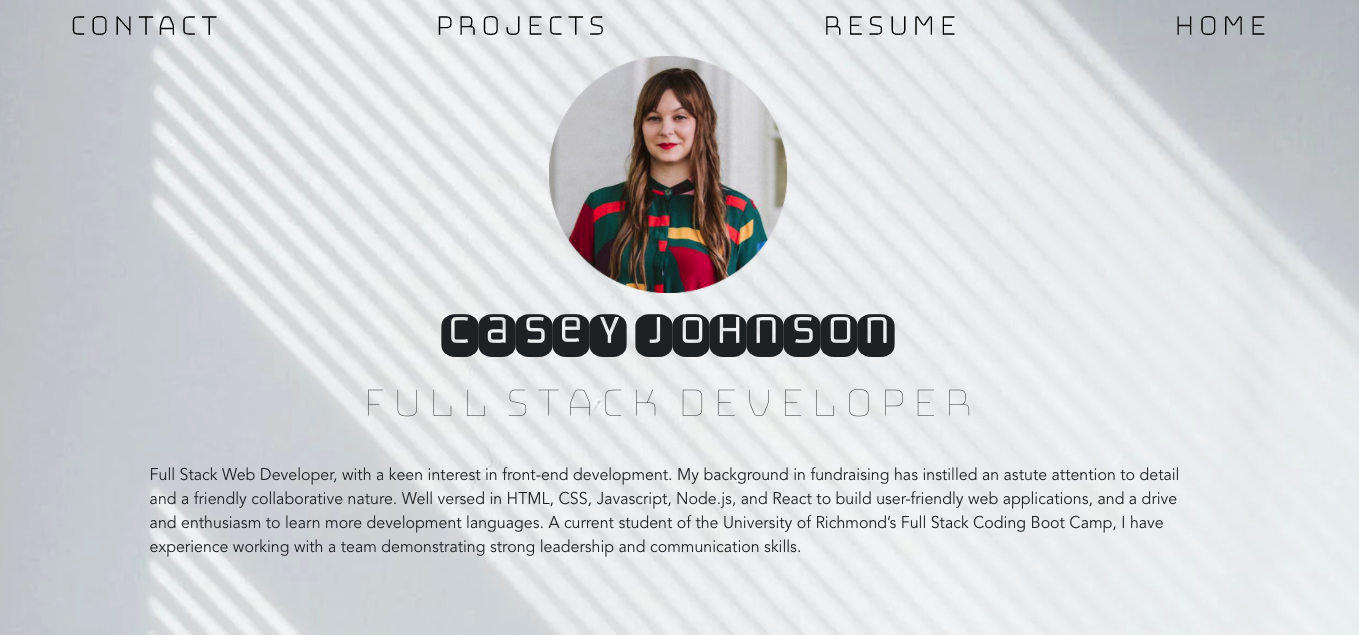 CONTACT PROJECTS RESUME HOME
CaSeY JOHNSON
FULL STACK DEVELOPER
Full Stack Web Developer, with a keen interest in front-end development. My background in fundraising has instilled an astute attention to detail
and a friendly collaborative nature. Well versed in HTML, CSS, Javascript, Node.js, and React to build user-friendly web applications, and a drive
and enthusiasm to learn more development languages. A current student of the University of Richmond’s Full Stack Coding Boot Camp, I have
experience working with a team demonstrating strong leadership and communication skills.